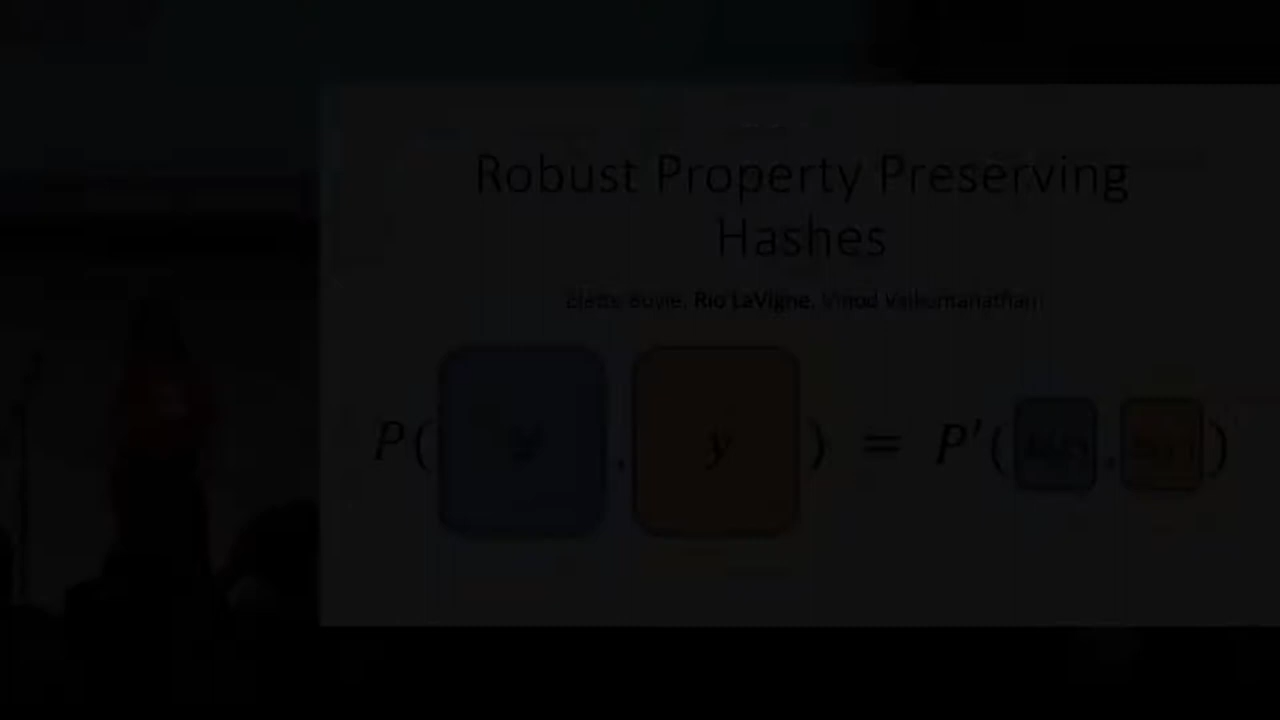 Robust Property Preserving
Hashes
Elette Boyle, Rio LaVigne, Vinod Vaikuntanathan
P( x , y ) = P′( h(x) , h(y) )